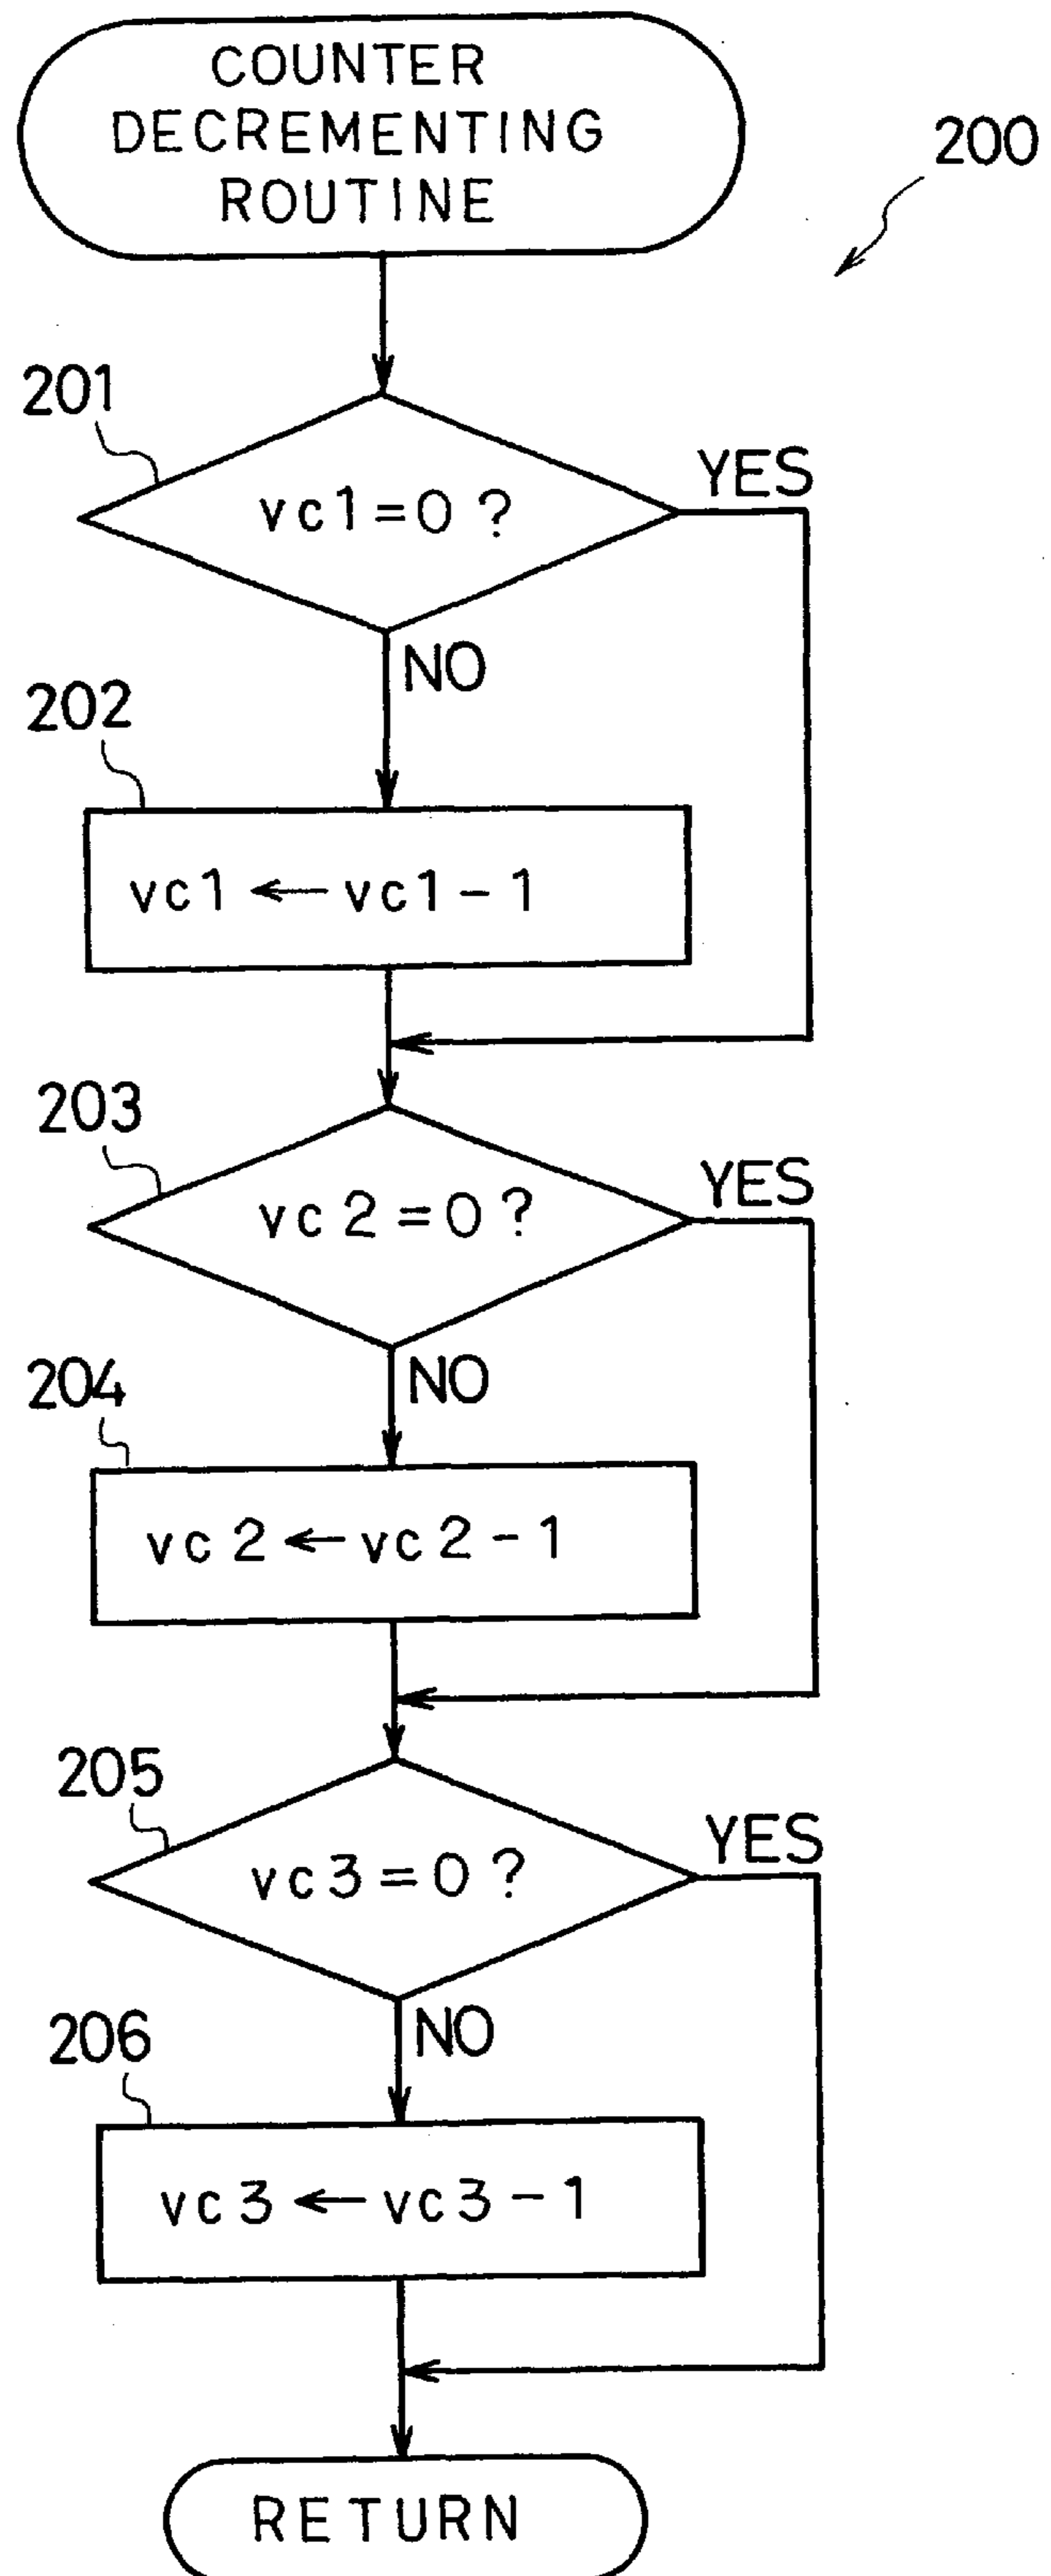 COUNTER
DECREMENTING
ROUTINE
200
201
vc1=0?
YES
NO
202
vc1←vc1-1
203
vc2=0?
YES
NO
204
vc2←vc2-1
205
vc3=0?
YES
NO
206
vc3←vc3-1
RETURN